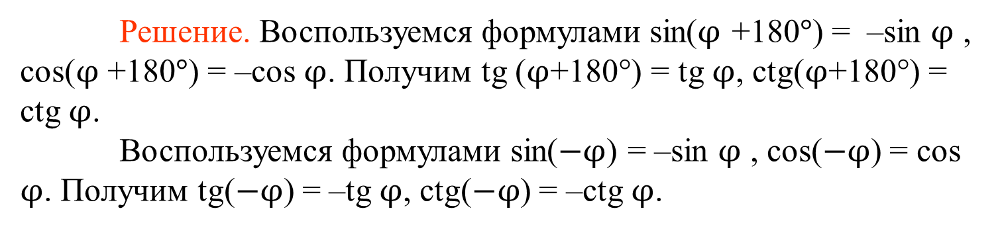 Решение. Воспользуемся формулами sin(φ +180°) = –sin φ ,
cos(φ +180°) = –cos φ. Получим tg (φ+180°) = tg φ, ctg(φ+180°) =
ctg φ.
Воспользуемся формулами sin(−φ) = –sin φ , cos(−φ) = cos
φ. Получим tg(−φ) = –tg φ, ctg(−φ) = –ctg φ.